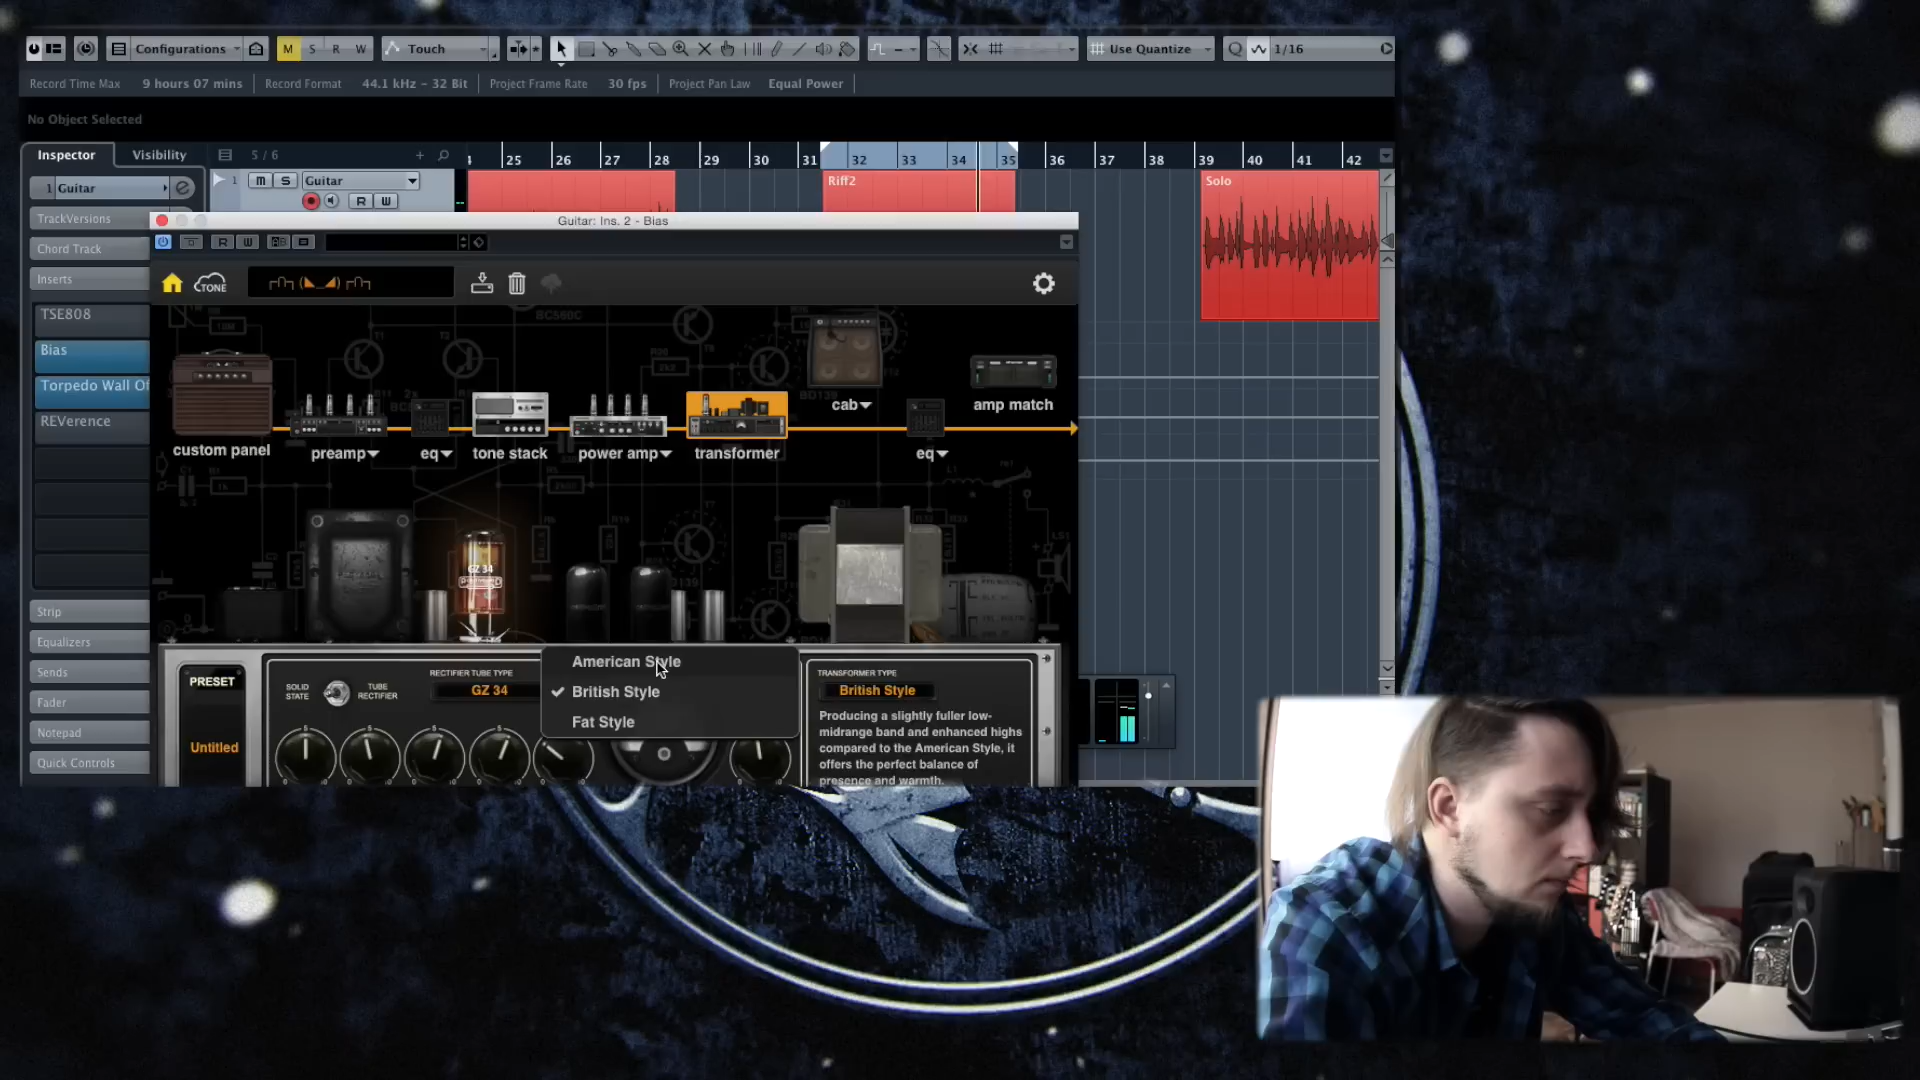 Configurations
M S R W
Touch
Use Quantize
1/16
Record Time Max 9 hours 07 mins Record Format 44.1 kHz - 32 Bit Project Frame Rate 30 fps Project Pan Law Equal Power
No Object Selected
Inspector Visibility 5 / 6
25 26 27 28 29 30 31 32 33 34 35 36 37 38 39 40 41 42
1 Guitar
1 M S Guitar
R W
Riff2
Solo
TrackVersions
Chord Track
Inserts
TSE808
Bias
Torpedo Wall Of
REVerence
Strip
Equalizers
Sends
Fader
Notepad
Quick Controls
Guitar: Ins. 2 - Bias
R W
TONE
custom panel
preamp
eq
tone stack
power amp
transformer
cab
eq
amp match
GZ 34
PRESET
Untitled
SOLID STATE
TUBE RECTIFIER
RECTIFIER TUBE TYPE
GZ 34
American Style
British Style
Fat Style
TRANSFORMER TYPE
British Style
Producing a slightly fuller low-
midrange band and enhanced highs
compared to the American Style, it
offers the perfect balance of
presence and warmth.